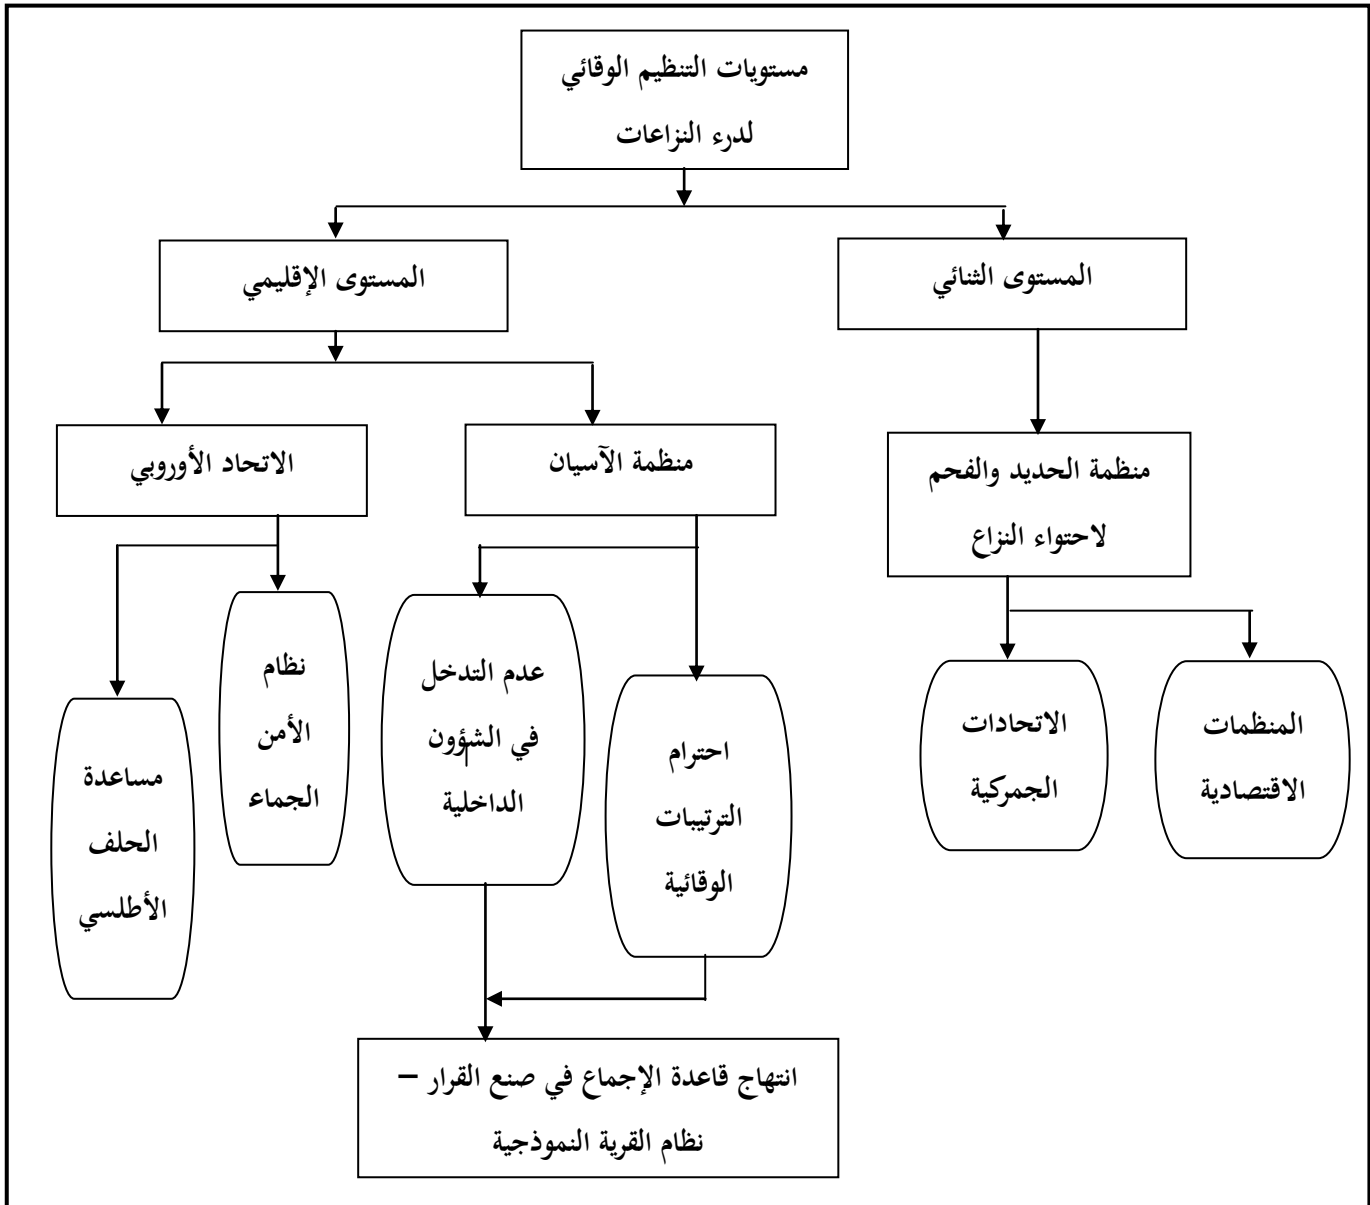 مستويات التنظيم الوقائي
لدرء النزاعات
المستوى الثنائي
المستوى الإقليمي
منظمة الحديد والفحم
لاحتواء النزاع
منظمة الآسيان
الاتحاد الأوروبي
المنظمات
الاقتصادية
الاتحادات
الجمركية
احترام
الترتيبات
الوقائية
عدم التدخل
في الشؤون
الداخلية
نظام
الأمن
الجماع
مساعدة
الحلف
الأطلسي
انتهاج قاعدة الإجماع في صنع القرار –
نظام القرية النموذجية